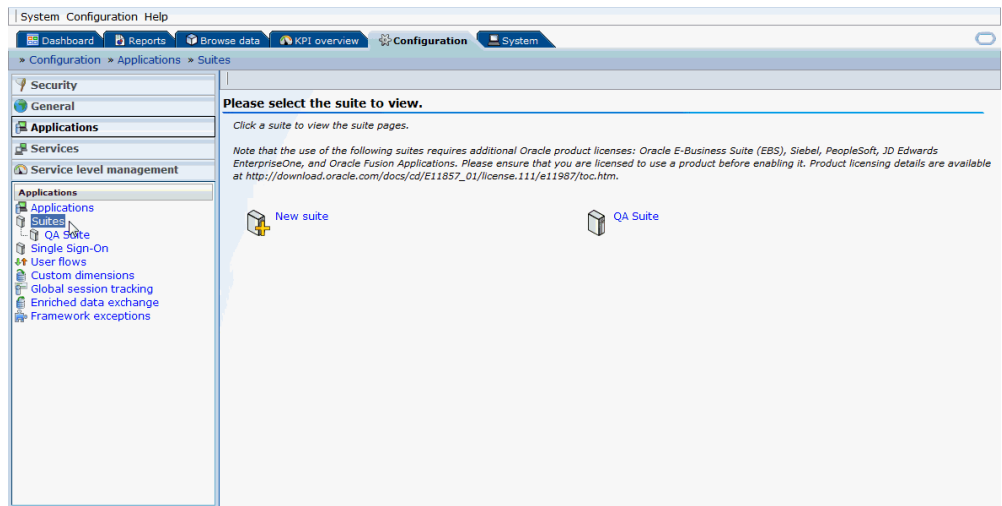 System Configuration Help
Dashboard Reports Browse data KPI overview Configuration System
» Configuration » Applications » Suites
Security
General
Applications
Services
Service level management
Applications
Applications
Suites
QA Suite
Single Sign-On
User flows
Custom dimensions
Global session tracking
Enriched data exchange
Framework exceptions
Please select the suite to view.
Click a suite to view the suite pages.
Note that the use of the following suites requires additional Oracle product licenses: Oracle E-Business Suite (EBS), Siebel, PeopleSoft, JD Edwards
EnterpriseOne, and Oracle Fusion Applications. Please ensure that you are licensed to use a product before enabling it. Product licensing details are available
at http://download.oracle.com/docs/cd/E11857_01/license.111/e11987/toc.htm.
New suite
QA Suite